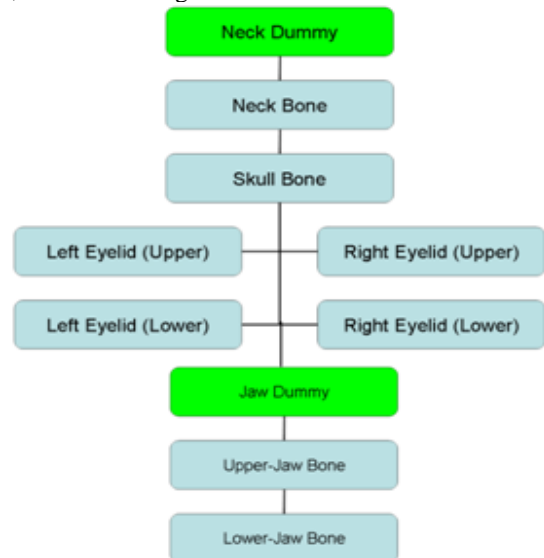 Neck Dummy
Neck Bone
Skull Bone
Left Eyelid (Upper)
Right Eyelid (Upper)
Left Eyelid (Lower)
Right Eyelid (Lower)
Jaw Dummy
Upper-Jaw Bone
Lower-Jaw Bone